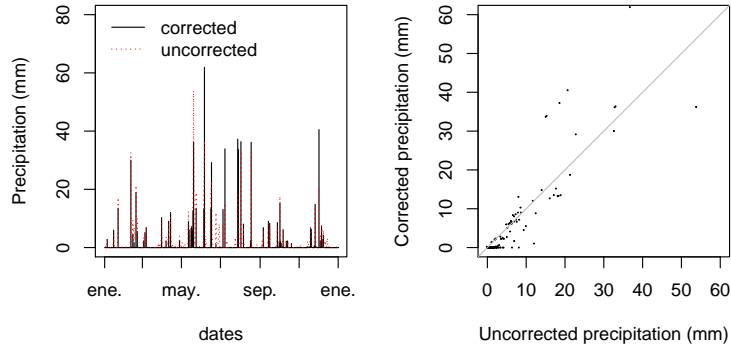 corrected
uncorrected
Precipitation (mm)
80
60
40
20
0
ene.
may.
sep.
ene.
dates
Corrected precipitation (mm)
60
50
40
30
20
10
0
0
10
20
30
40
50
60
Uncorrected precipitation (mm)